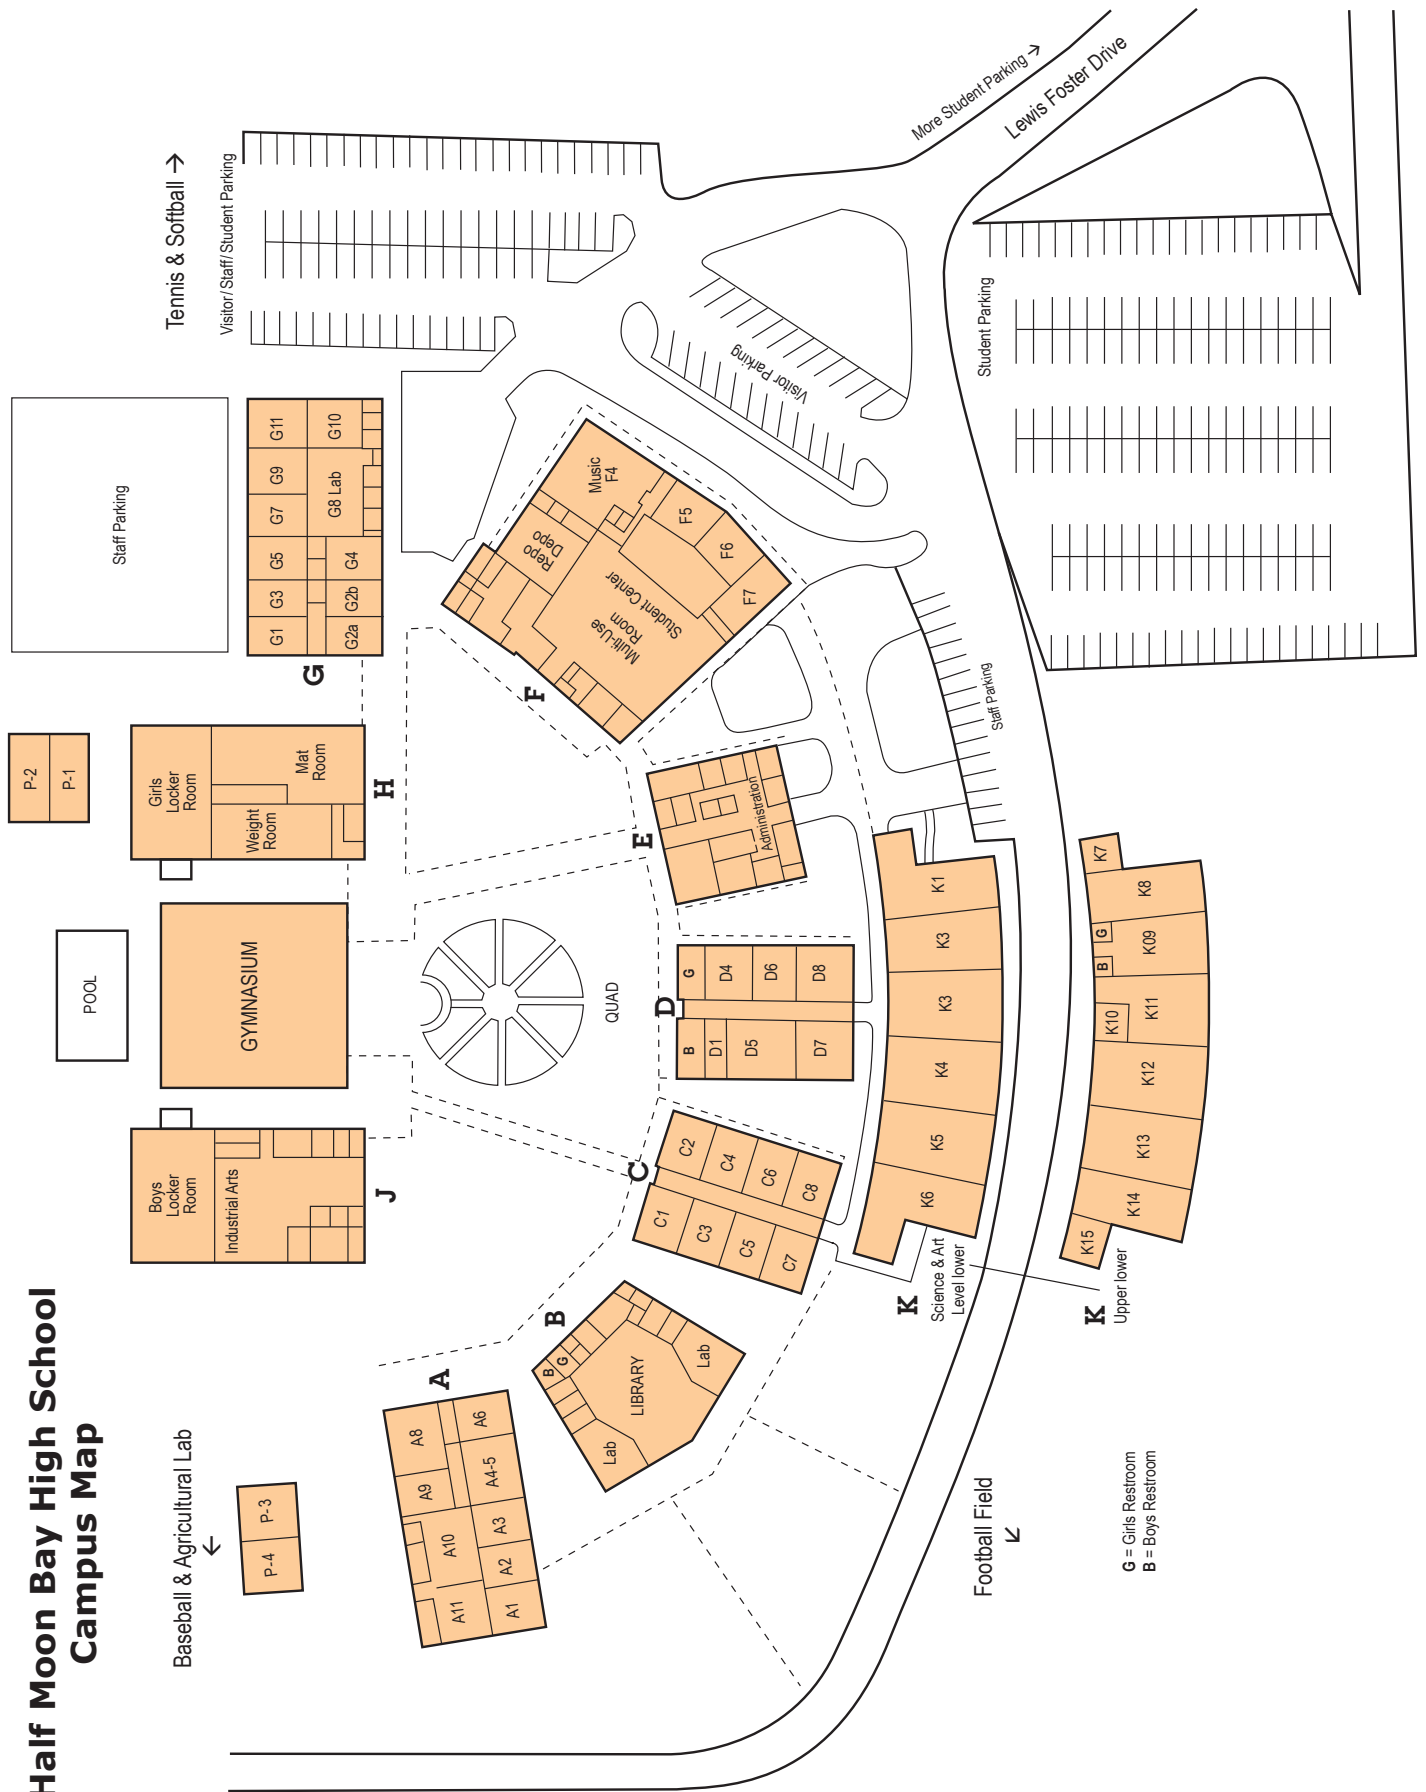 Half Moon Bay High School
Campus Map
Baseball & Agricultural Lab
←
P-4
P-3
Boys
Locker
Room
Industrial Arts
J
POOL
GYMNASIUM
P-2
P-1
Girls
Locker
Room
Weight
Room
Mat
Room
H
Staff Parking
G
G1
G3
G5
G7
G9
G11
G2a
G2b
G4
G8 Lab
G10
Tennis & Softball →
Visitor/Staff/Student Parking
A
A8
A9
A10
A11
A6
A4-5
A3
A2
A1
B
B
G
LIBRARY
Lab
Lab
C
C1
C2
C3
C4
C5
C6
C7
C8
QUAD
D
B
G
D1
D4
D5
D6
D7
D8
E
Administration
F
Repo
Depo
Music
F4
Multi-Use
Room
Student Center
F5
F6
F7
Visitor Parking
More Student Parking →
Lewis Foster Drive
Staff Parking
Student Parking
K
Science & Art
Level lower
K6
K5
K4
K3
K3
K1
K
Upper lower
K15
K14
K13
K12
K11
K10
B
G
K09
K8
K7
Football Field
↙
G = Girls Restroom
B = Boys Restroom